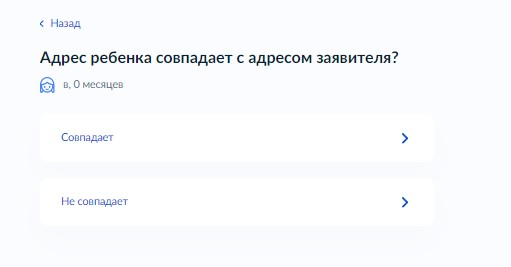 Назад
Адрес ребенка совпадает с адресом заявителя?
в, 0 месяцев
Совпадает
Не совпадает